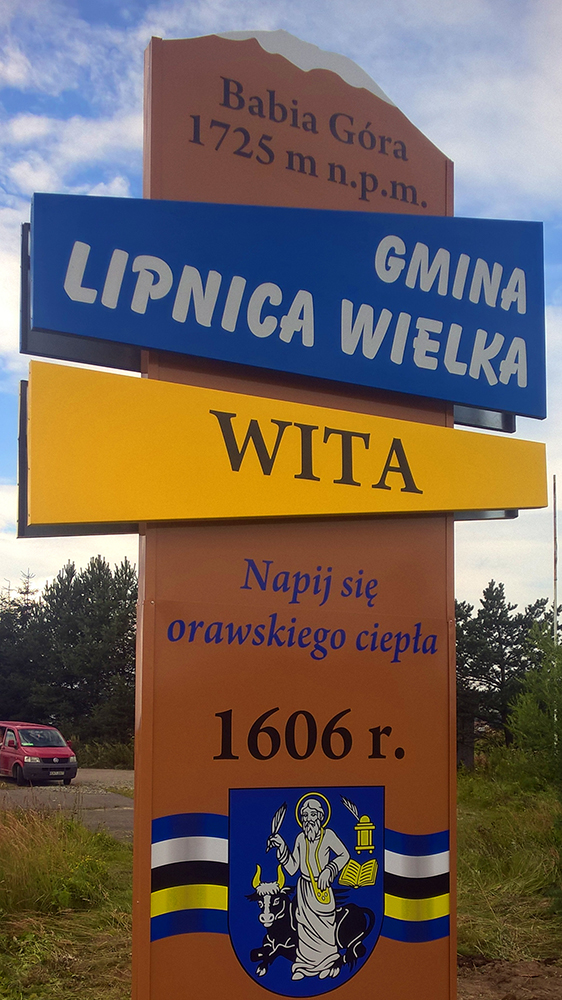 Babia Góra
1725 m n.p.m.
GMINA
LIPNICA WIELKA
WITA
Napij się
orawskiego ciepła
1606 r.